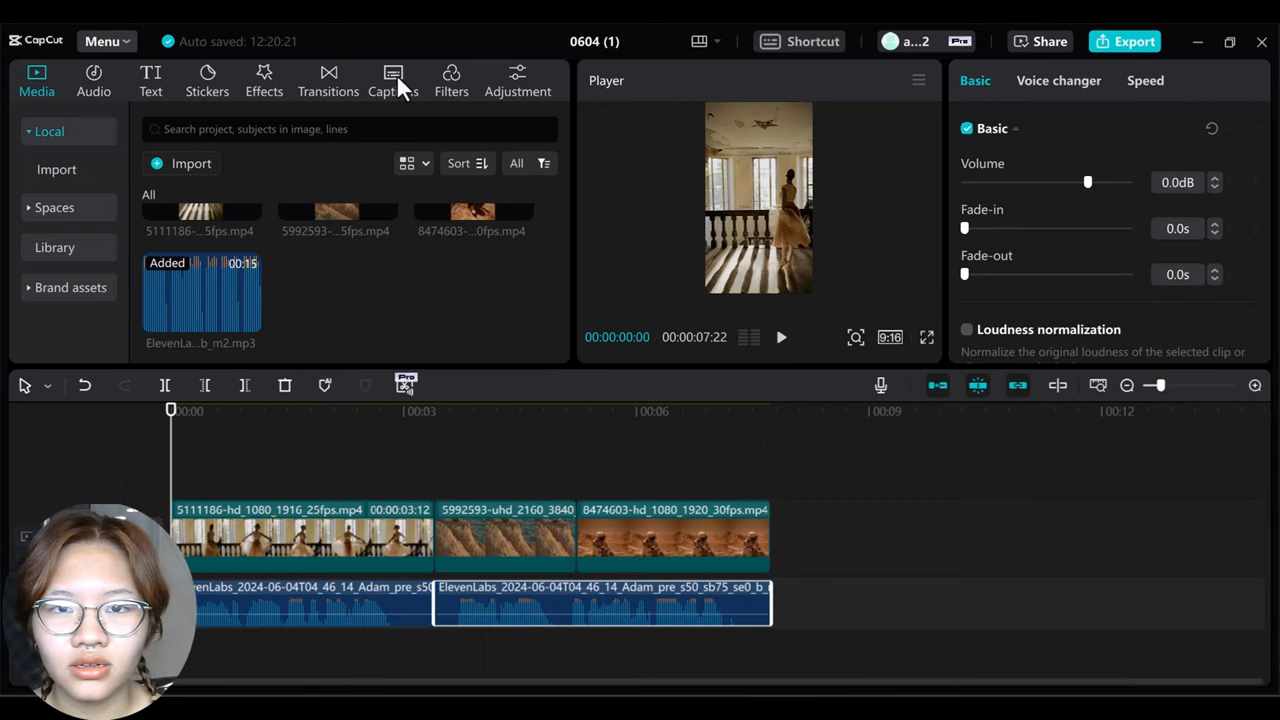 CapCut
Menu
Auto saved: 12:20:21
0604 (1)
Shortcut
a...2
Pro
Share
Export
Media
Audio
Text
Stickers
Effects
Transitions
Filters
Adjustment
Local
Import
Spaces
Library
Brand assets
Search project, subjects in image, lines
Import
Sort
All
All
5111186-...5fps.mp4
5992593-...5fps.mp4
8474603-...0fps.mp4
Added
00:15
ElevenLa...b_m2.mp3
Player
00:00:00:00
00:00:07:22
9:16
Basic
Voice changer
Speed
Basic
Volume
0.0dB
Fade-in
0.0s
Fade-out
0.0s
Loudness normalization
Normalize the original loudness of the selected clip or
Pro
00:00
00:03
00:06
00:09
00:12
5111186-hd_1080_1916_25fps.mp4
00:00:03:12
5992593-uhd_2160_3840
8474603-hd_1080_1920_30fps.mp4
venLabs_2024-06-04T04_46_14_Adam_pre_s50
ElevenLabs_2024-06-04T04_46_14_Adam_pre_s50_sb75_se0_b